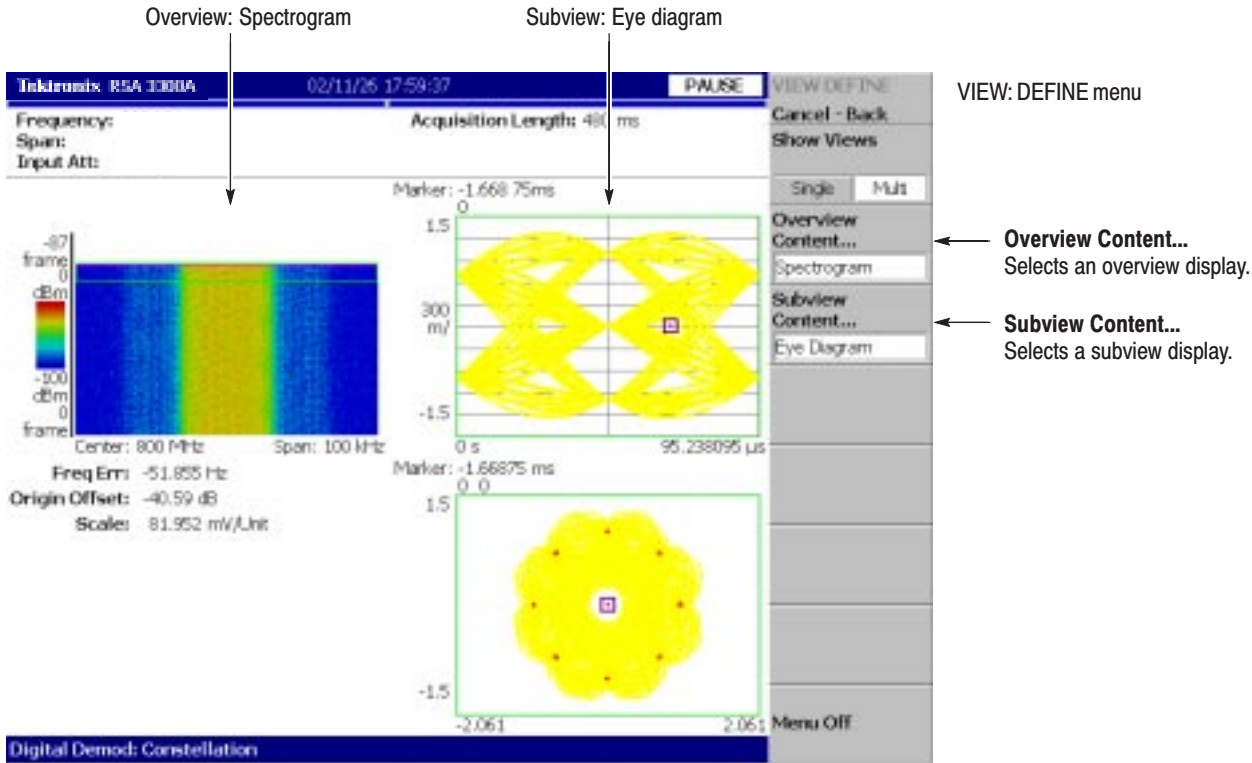 Overview: Spectrogram
Subview: Eye diagram
Tektronix RSA 3300A
02/11/26 17:59:37
PAUSE
VIEW DEFINE
VIEW: DEFINE menu
Frequency:
Span:
Input Att:
Acquisition Length: 480 ms
Cancel - Back
Show Views
Single
Mult
Marker: -1.668 75ms
0
1.5
300
m/
-1.5
0 s
95.238095 µs
-87
frame
0
dBm
-100
dBm
0
frame
Center: 800 MHz
Span: 100 kHz
Freq Err: -51.855 Hz
Origin Offset: -40.59 dB
Scale: 81.952 mV/Unit
Marker: -1.66875 ms
0 0
1.5
-1.5
-2.061
2.061
Overview
Content...
Spectrogram
Subview
Content...
Eye Diagram
Overview Content...
Selects an overview display.
Subview Content...
Selects a subview display.
Menu Off
Digital Demod: Constellation